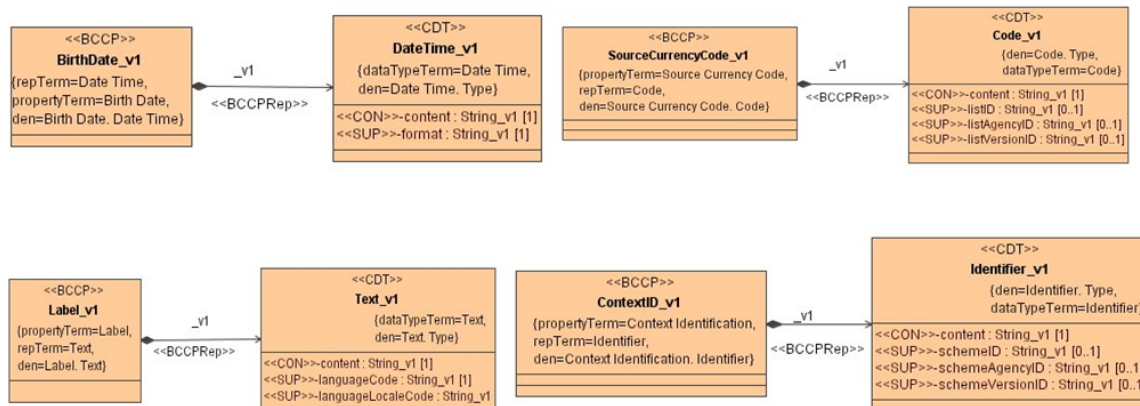 <<BCCP>>
BirthDate_v1
{repTerm=Date Time,
propertyTerm=Birth Date,
den=Birth Date. Date Time}
_v1
<<BCCPRep>>
<<CDT>>
DateTime_v1
{dataTypeTerm=Date Time,
den=Date Time. Type}
<<CON>>-content : String_v1 [1]
<<SUP>>-format : String_v1 [1]
<<BCCP>>
SourceCurrencyCode_v1
{propertyTerm=Source Currency Code,
repTerm=Code,
den=Source Currency Code. Code}
_v1
<<BCCPRep>>
<<CDT>>
Code_v1
{den=Code. Type,
dataTypeTerm=Code}
<<CON>>-content : String_v1 [1]
<<SUP>>-listID : String_v1 [0..1]
<<SUP>>-listAgencyID : String_v1 [0..1]
<<SUP>>-listVersionID : String_v1 [0..1]
<<BCCP>>
Label_v1
{propertyTerm=Label,
repTerm=Text,
den=Label. Text}
_v1
<<BCCPRep>>
<<CDT>>
Text_v1
{dataTypeTerm=Text,
den=Text. Type}
<<CON>>-content : String_v1 [1]
<<SUP>>-languageCode : String_v1 [1]
<<SUP>>-languageLocaleCode : String_v1
<<BCCP>>
ContextID_v1
{propertyTerm=Context Identification,
repTerm=Identifier,
den=Context Identification. Identifier}
_v1
<<BCCPRep>>
<<CDT>>
Identifier_v1
{den=Identifier. Type,
dataTypeTerm=Identifier}
<<CON>>-content : String_v1 [1]
<<SUP>>-schemeID : String_v1 [0..1]
<<SUP>>-schemeAgencyID : String_v1 [0..1]
<<SUP>>-schemeVersionID : String_v1 [0..1]